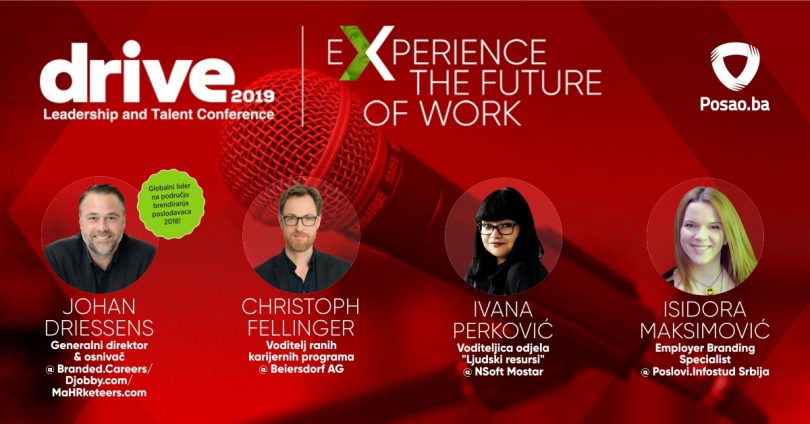 drive
2019
Leadership and Talent Conference
EXPERIENCE
THE FUTURE
OF WORK
Posao.ba
Globalni lider
na području
brendiranja
poslodavaca
2018!
JOHAN
DRIESSENS
Generalni direktor
& osnivač
@ Branded.Careers/
Djobby.com/
MaHRketeers.com
CHRISTOPH
FELLINGER
Voditelj ranih
karijernih programa
@ Beiersdorf AG
IVANA
PERKOVIĆ
Voditeljica odjela
"Ljudski resursi"
@ NSoft Mostar
ISIDORA
MAKSIMOVIĆ
Employer Branding
Specialist
@ Poslovi.Infostud Srbija